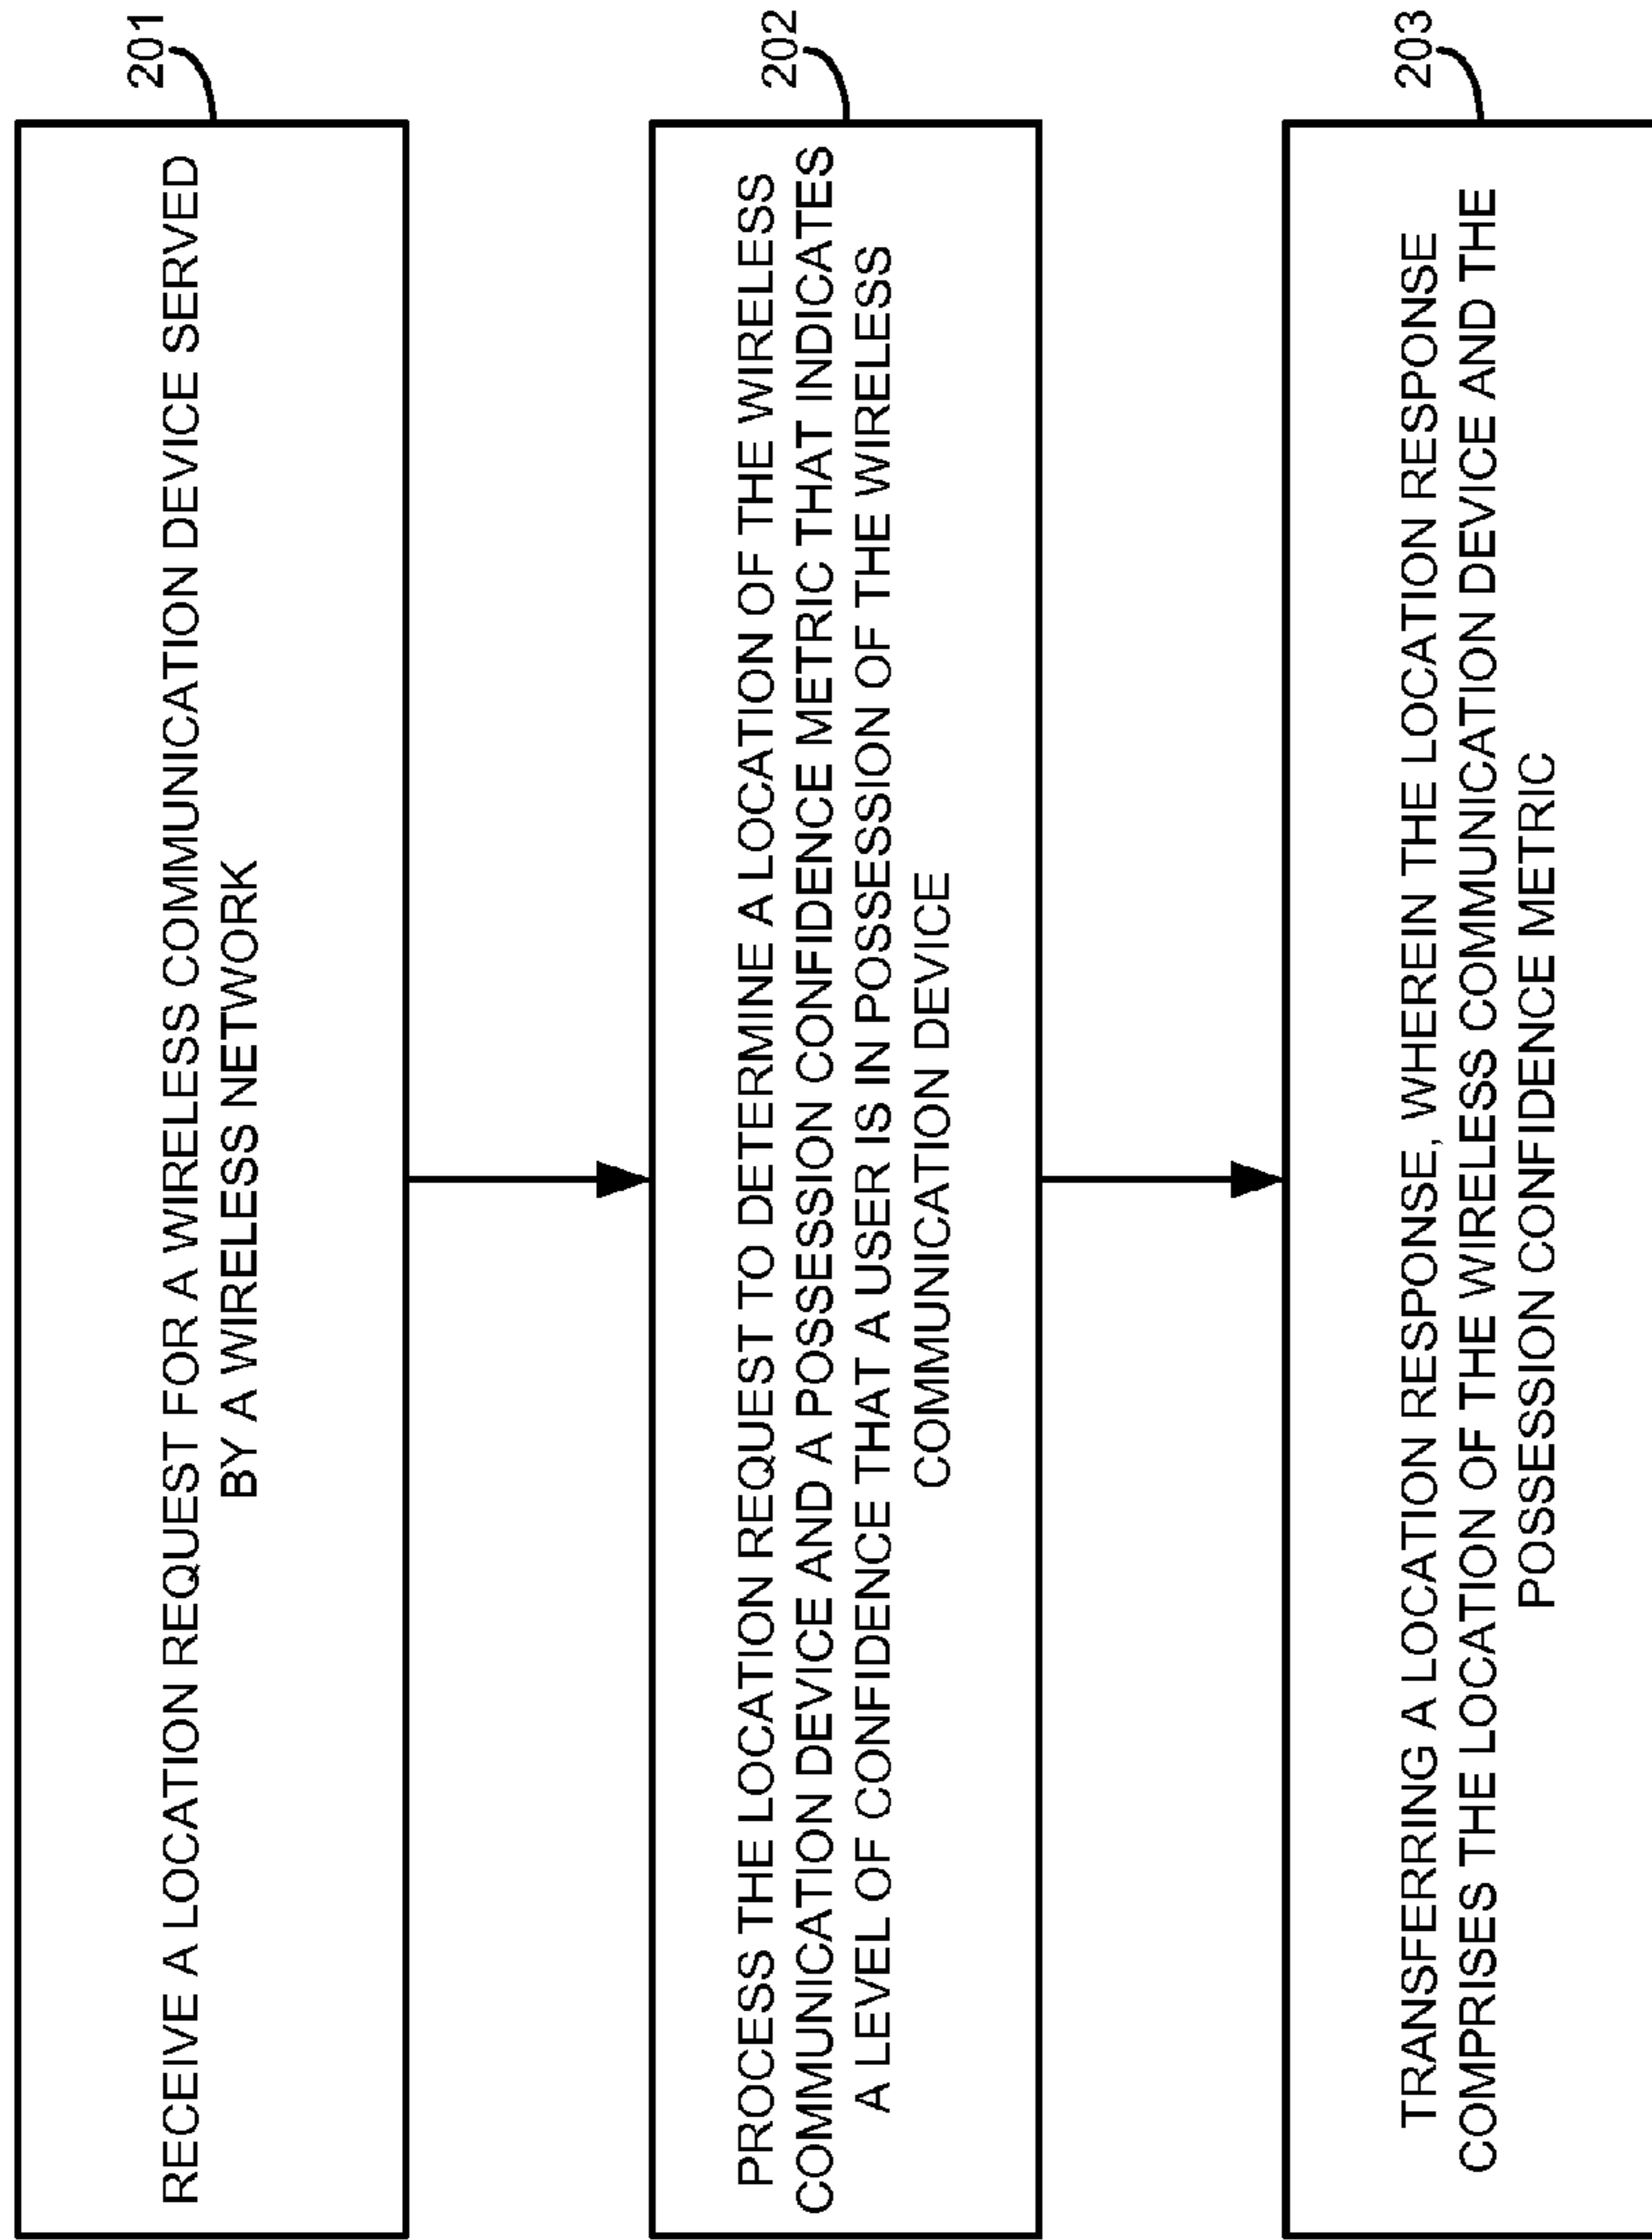 201
RECEIVE A LOCATION REQUEST FOR A WIRELESS COMMUNICATION DEVICE SERVED
BY A WIRELESS NETWORK
202
PROCESS THE LOCATION REQUEST TO DETERMINE A LOCATION OF THE WIRELESS
COMMUNICATION DEVICE AND A POSSESSION CONFIDENCE METRIC THAT INDICATES
A LEVEL OF CONFIDENCE THAT A USER IS IN POSSESSION OF THE WIRELESS
COMMUNICATION DEVICE
203
TRANSFERRING A LOCATION RESPONSE, WHEREIN THE LOCATION RESPONSE
COMPRISES THE LOCATION OF THE WIRELESS COMMUNICATION DEVICE AND THE
POSSESSION CONFIDENCE METRIC